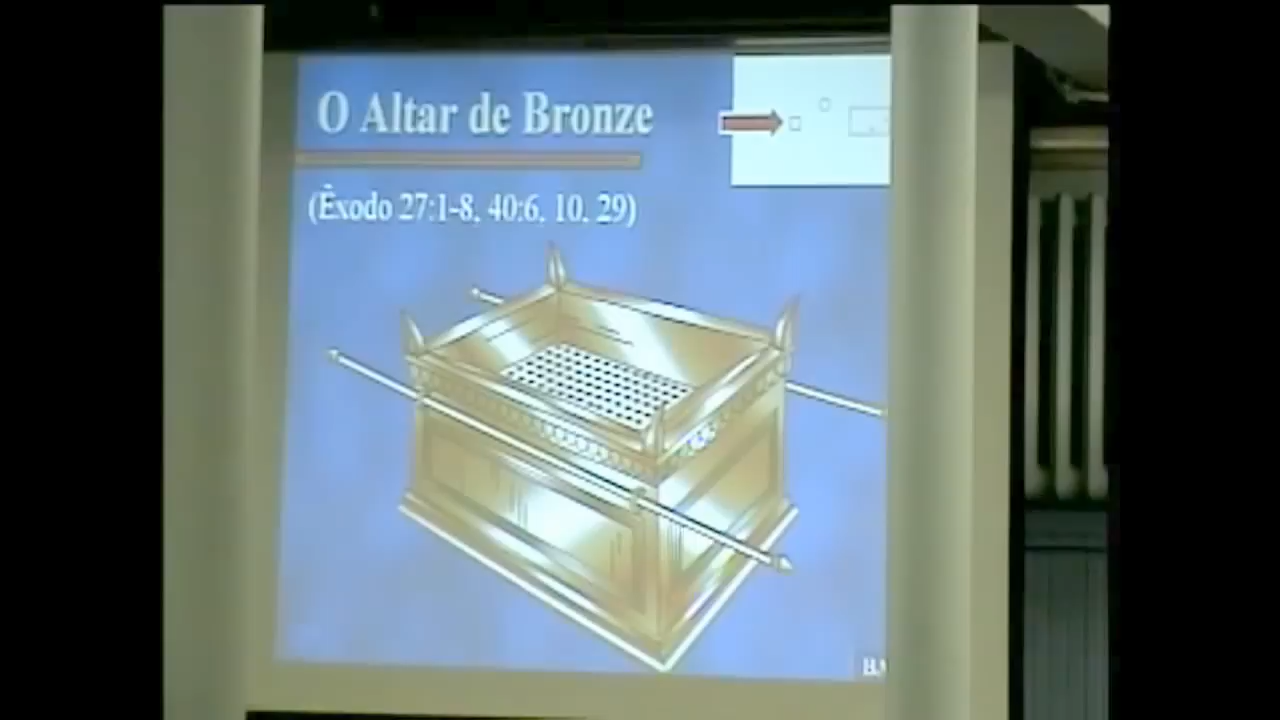 O Altar de Bronze
(Êxodo 27:1-8, 40:6, 10, 29)